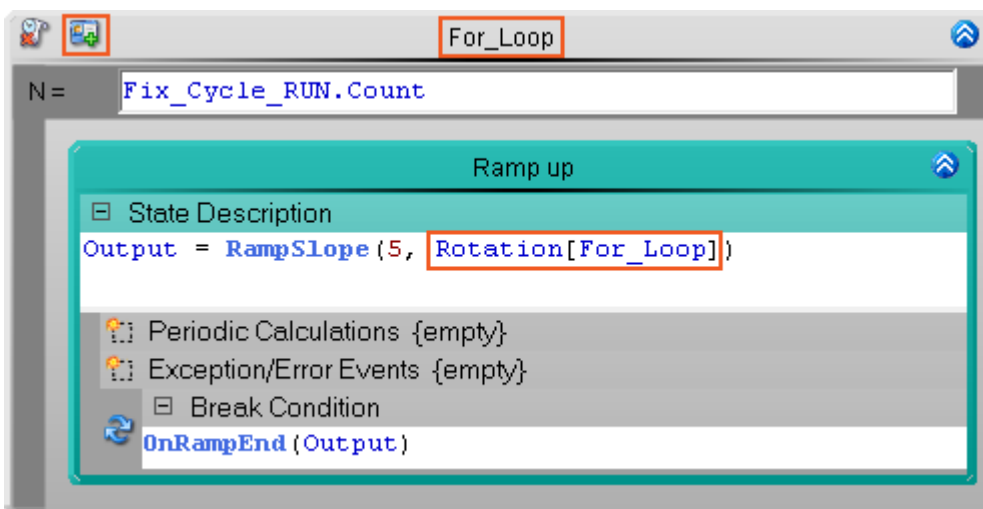 For_Loop
N = Fix_Cycle_RUN.Count
Ramp up
State Description
Output = RampSlope(5, Rotation[For_Loop])
Periodic Calculations {empty}
Exception/Error Events {empty}
Break Condition
OnRampEnd(Output)